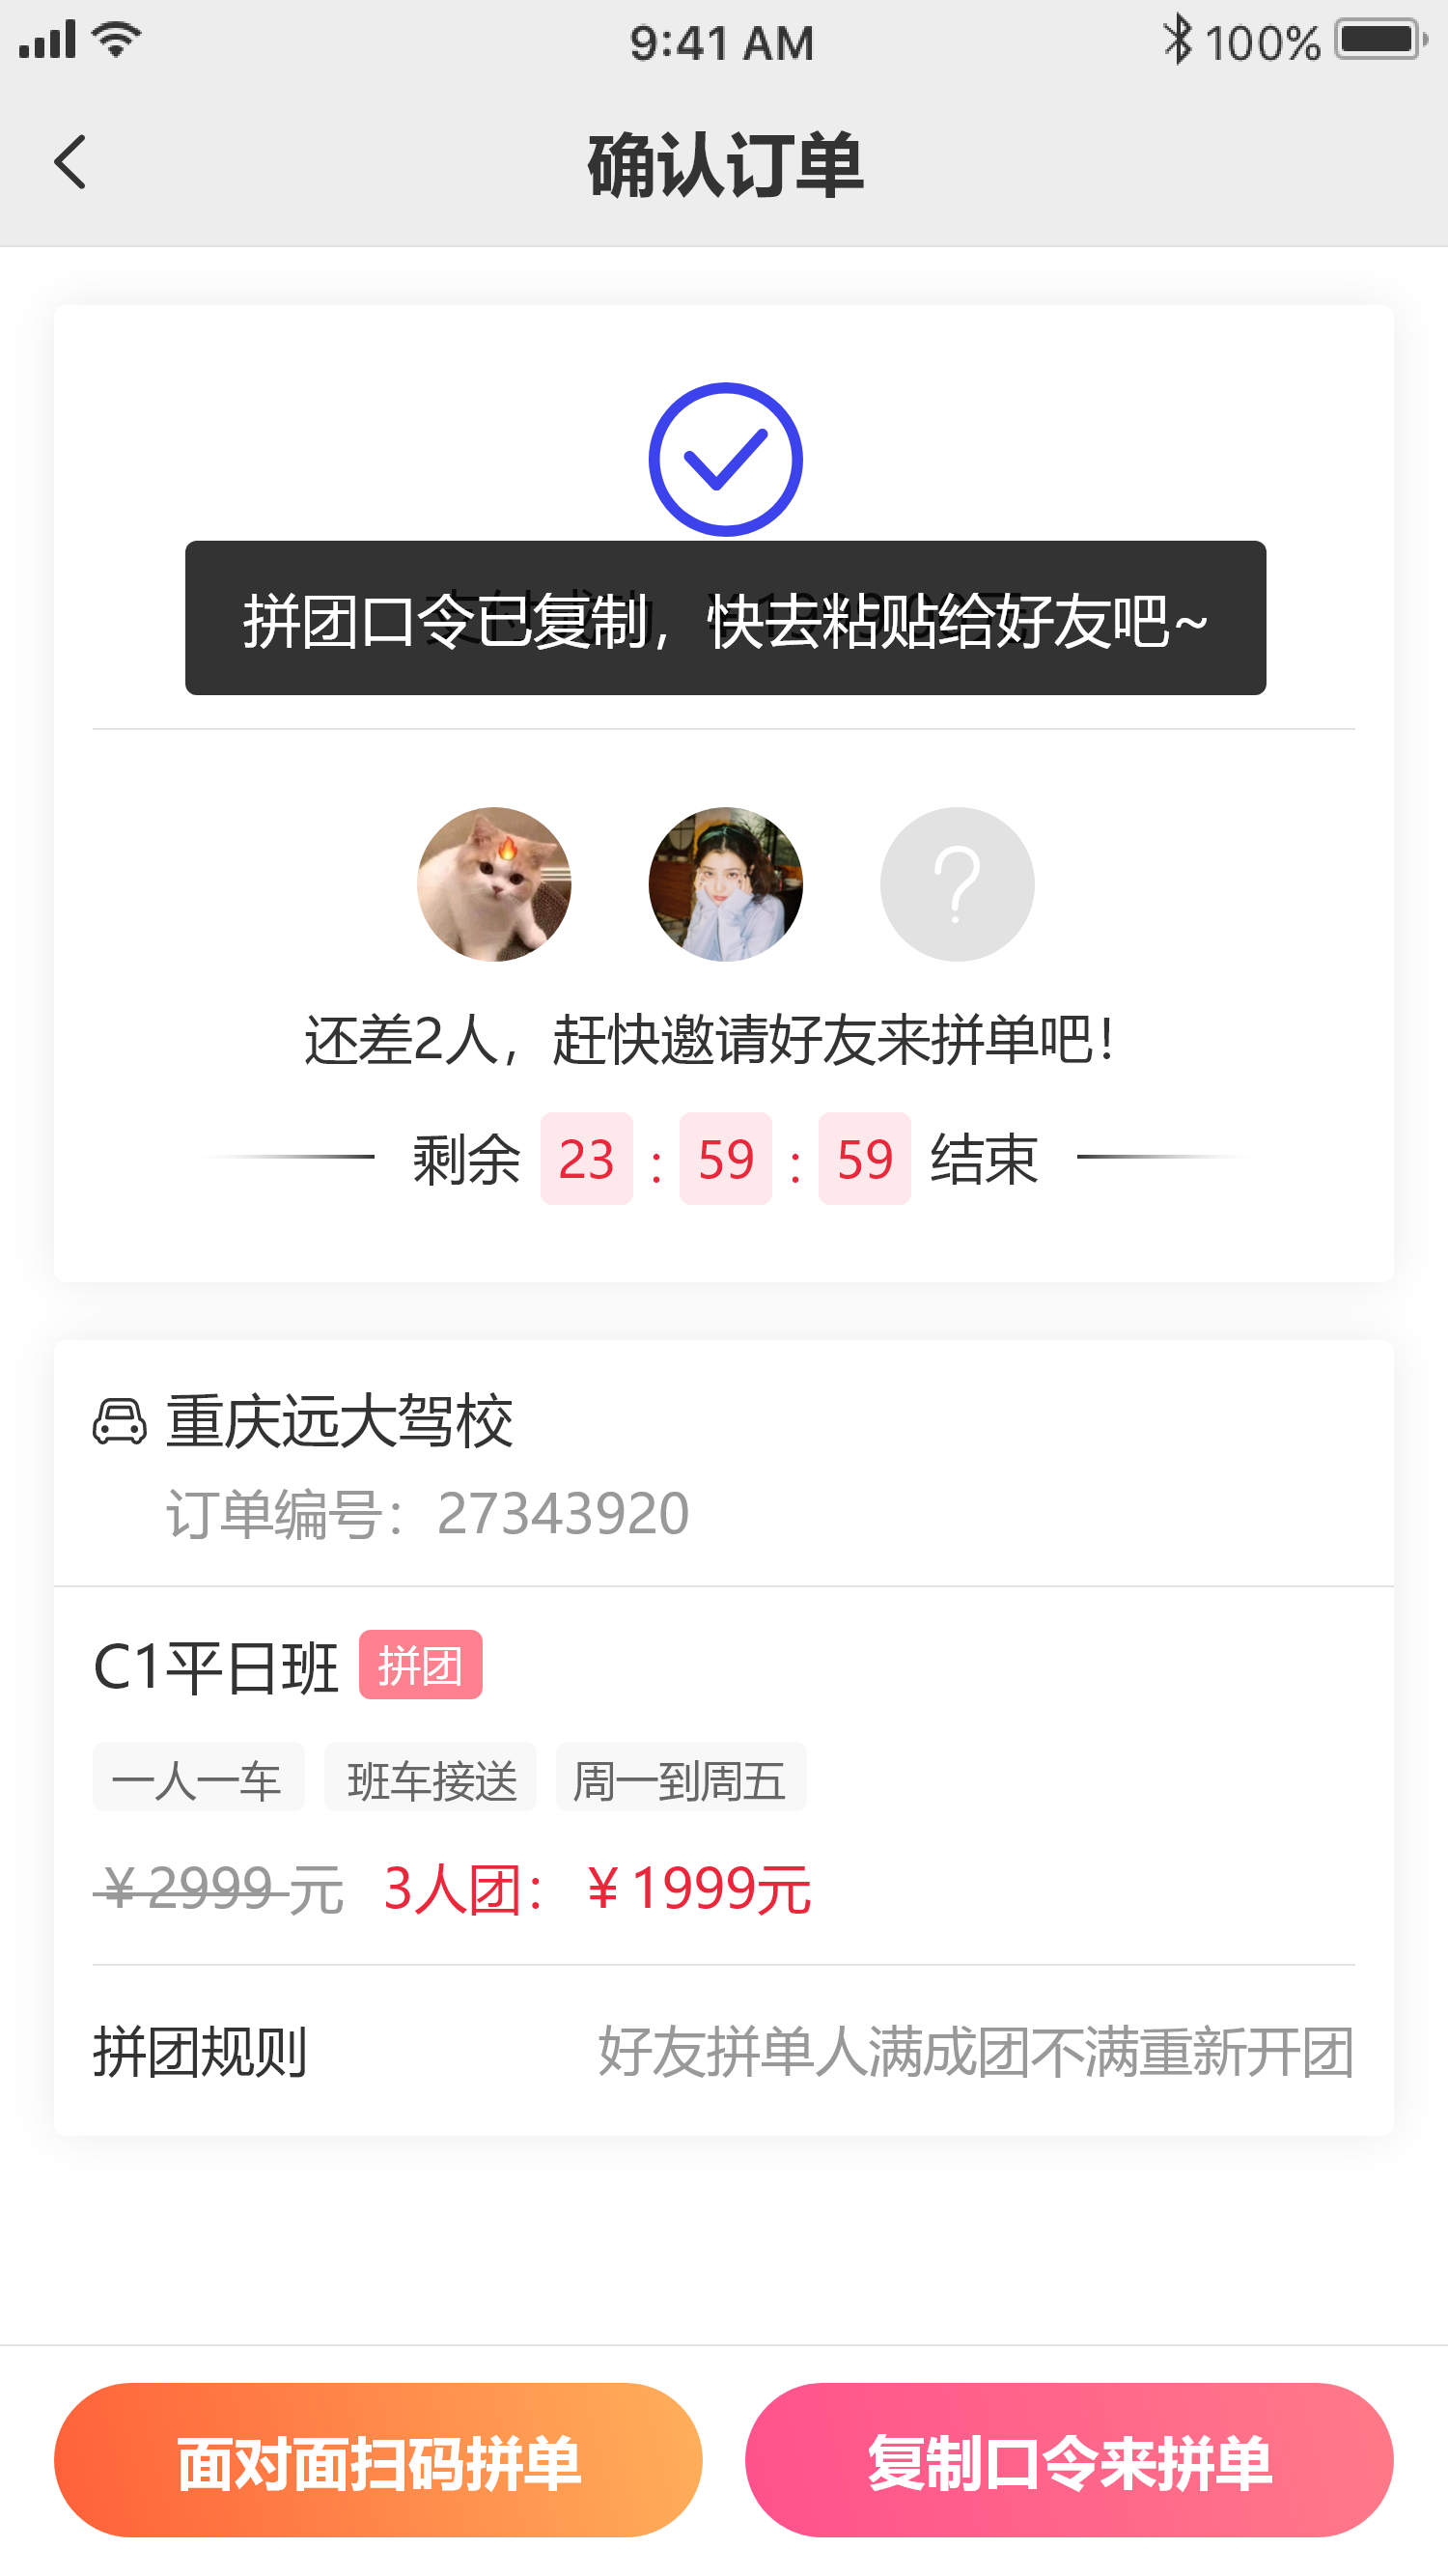 9:41 AM
100%
确认订单
拼团口令已复制，快去粘贴给好友吧~
还差2人，赶快邀请好友来拼单吧！
剩余 23 : 59 : 59 结束
重庆远大驾校
订单编号：27343920
C1平日班 拼团
一人一车 班车接送 周一到周五
￥2999 元 3人团：￥1999元
拼团规则 好友拼单人满成团不满重新开团
面对面扫码拼单 复制口令来拼单